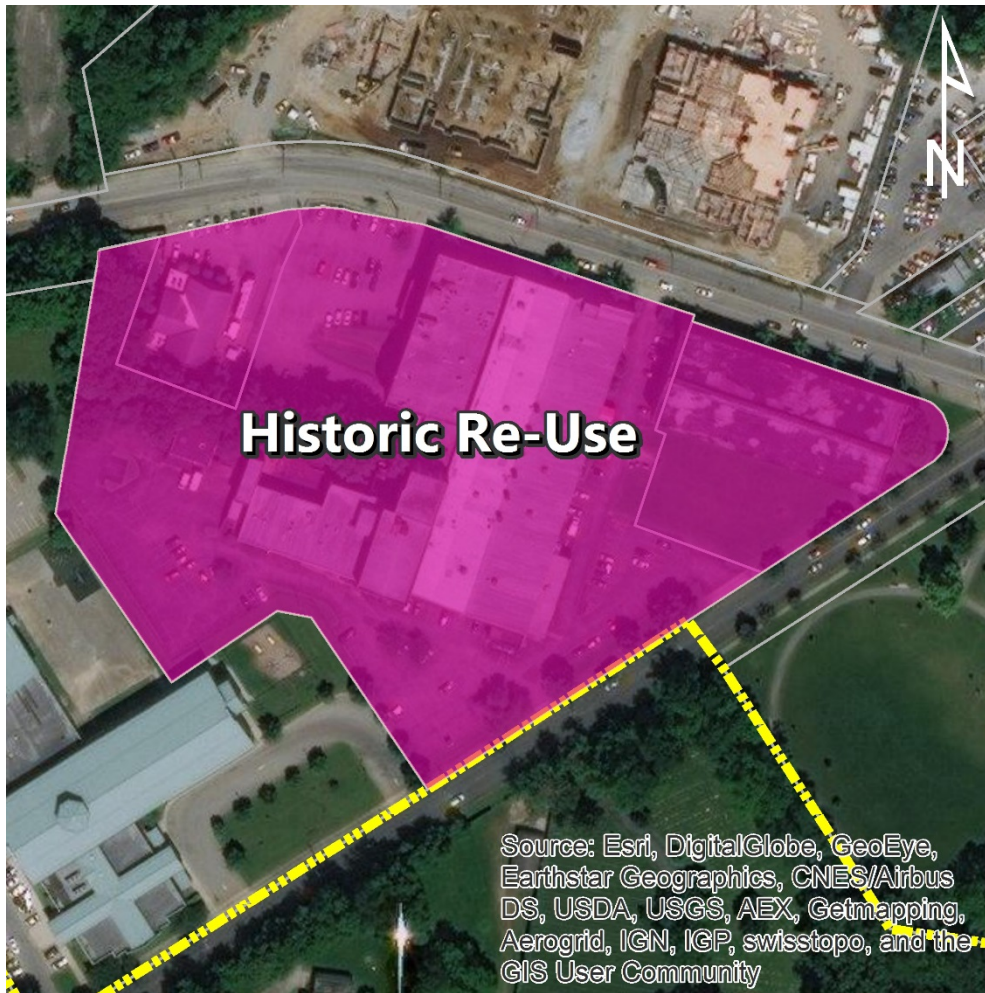 N
Historic Re-Use
Source: Esri, DigitalGlobe, GeoEye,
Earthstar Geographics, CNES/Airbus
DS, USDA, USGS, AEX, Getmapping,
Aerogrid, IGN, IGP, swisstopo, and the
GIS User Community